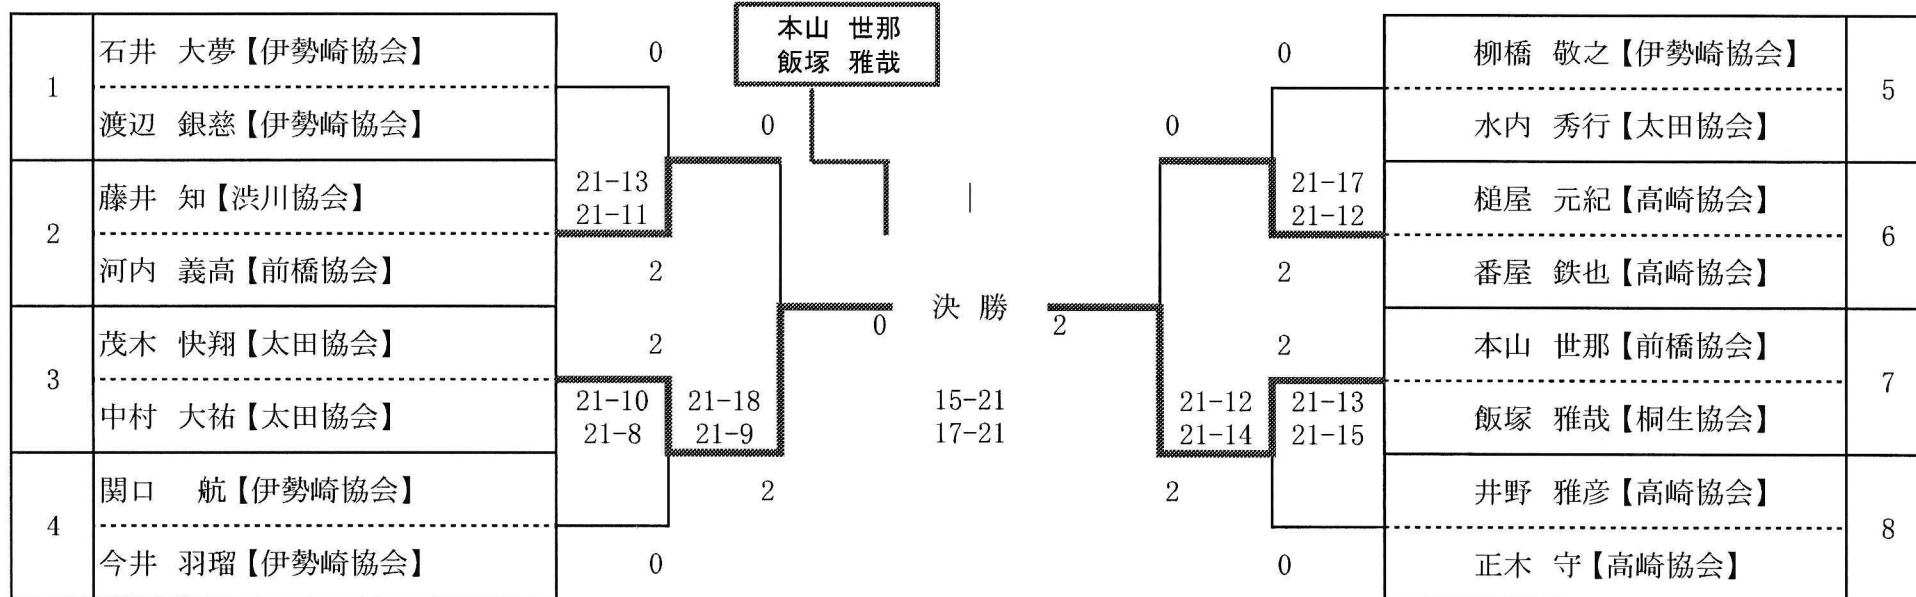 本山 世那
飯塚 雅哉
1
石井 大夢【伊勢崎協会】
渡辺 銀慈【伊勢崎協会】
0
2
藤井 知【渋川協会】
河内 義高【前橋協会】
21-13
21-11
2
0
3
茂木 快翔【太田協会】
中村 大祐【太田協会】
2
21-10
21-8
4
関口 航【伊勢崎協会】
今井 羽瑠【伊勢崎協会】
0
21-18
21-9
2
0
決 勝
2
|
15-21
17-21
0
21-12
21-14
2
0
柳橋 敬之【伊勢崎協会】
水内 秀行【太田協会】
5
21-17
21-12
2
槌屋 元紀【高崎協会】
番屋 鉄也【高崎協会】
6
2
21-13
21-15
本山 世那【前橋協会】
飯塚 雅哉【桐生協会】
7
0
井野 雅彦【高崎協会】
正木 守【高崎協会】
8